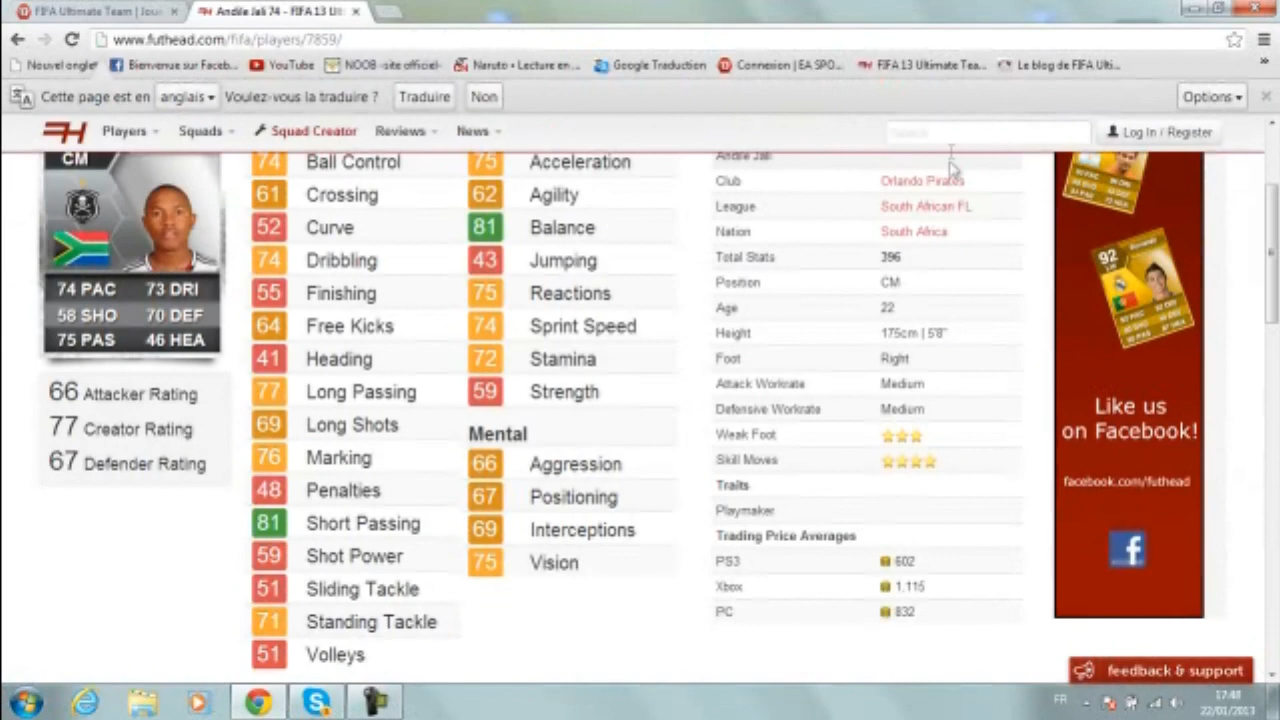 FIFA Ultimate Team | Jou
Andile Jali 74 - FIFA 13 Ult
www.futhead.com/fifa/players/7859/
Nouvel onglet Bienvenue sur Faceb... YouTube NOOB -site officiel- Naruto • Lecture en ... Google Traduction Connexion | EA SPO... FIFA 13 Ultimate Tea... Le blog de FIFA Ulti...
Cette page est en anglais Voulez-vous la traduire ? Traduire Non Options
Players Squads Squad Creator Reviews News Search Log In / Register
CM
74 PAC 73 DRI
58 SHO 70 DEF
75 PAS 46 HEA
66 Attacker Rating
77 Creator Rating
67 Defender Rating
74 Ball Control
61 Crossing
52 Curve
74 Dribbling
55 Finishing
64 Free Kicks
41 Heading
77 Long Passing
69 Long Shots
76 Marking
48 Penalties
81 Short Passing
59 Shot Power
51 Sliding Tackle
71 Standing Tackle
51 Volleys
75 Acceleration
62 Agility
81 Balance
43 Jumping
75 Reactions
74 Sprint Speed
72 Stamina
59 Strength
Mental
66 Aggression
67 Positioning
69 Interceptions
75 Vision
Andile Jali
Club Orlando Pirates
League South African FL
Nation South Africa
Total Stats 396
Position CM
Age 22
Height 175cm | 5'8"
Foot Right
Attack Workrate Medium
Defensive Workrate Medium
Weak Foot
Skill Moves
Traits
Playmaker
Trading Price Averages
PS3 602
Xbox 1,115
PC 832
92
Like us
on Facebook!
facebook.com/futhead
f
feedback & support
FR
17:48
22/01/2013